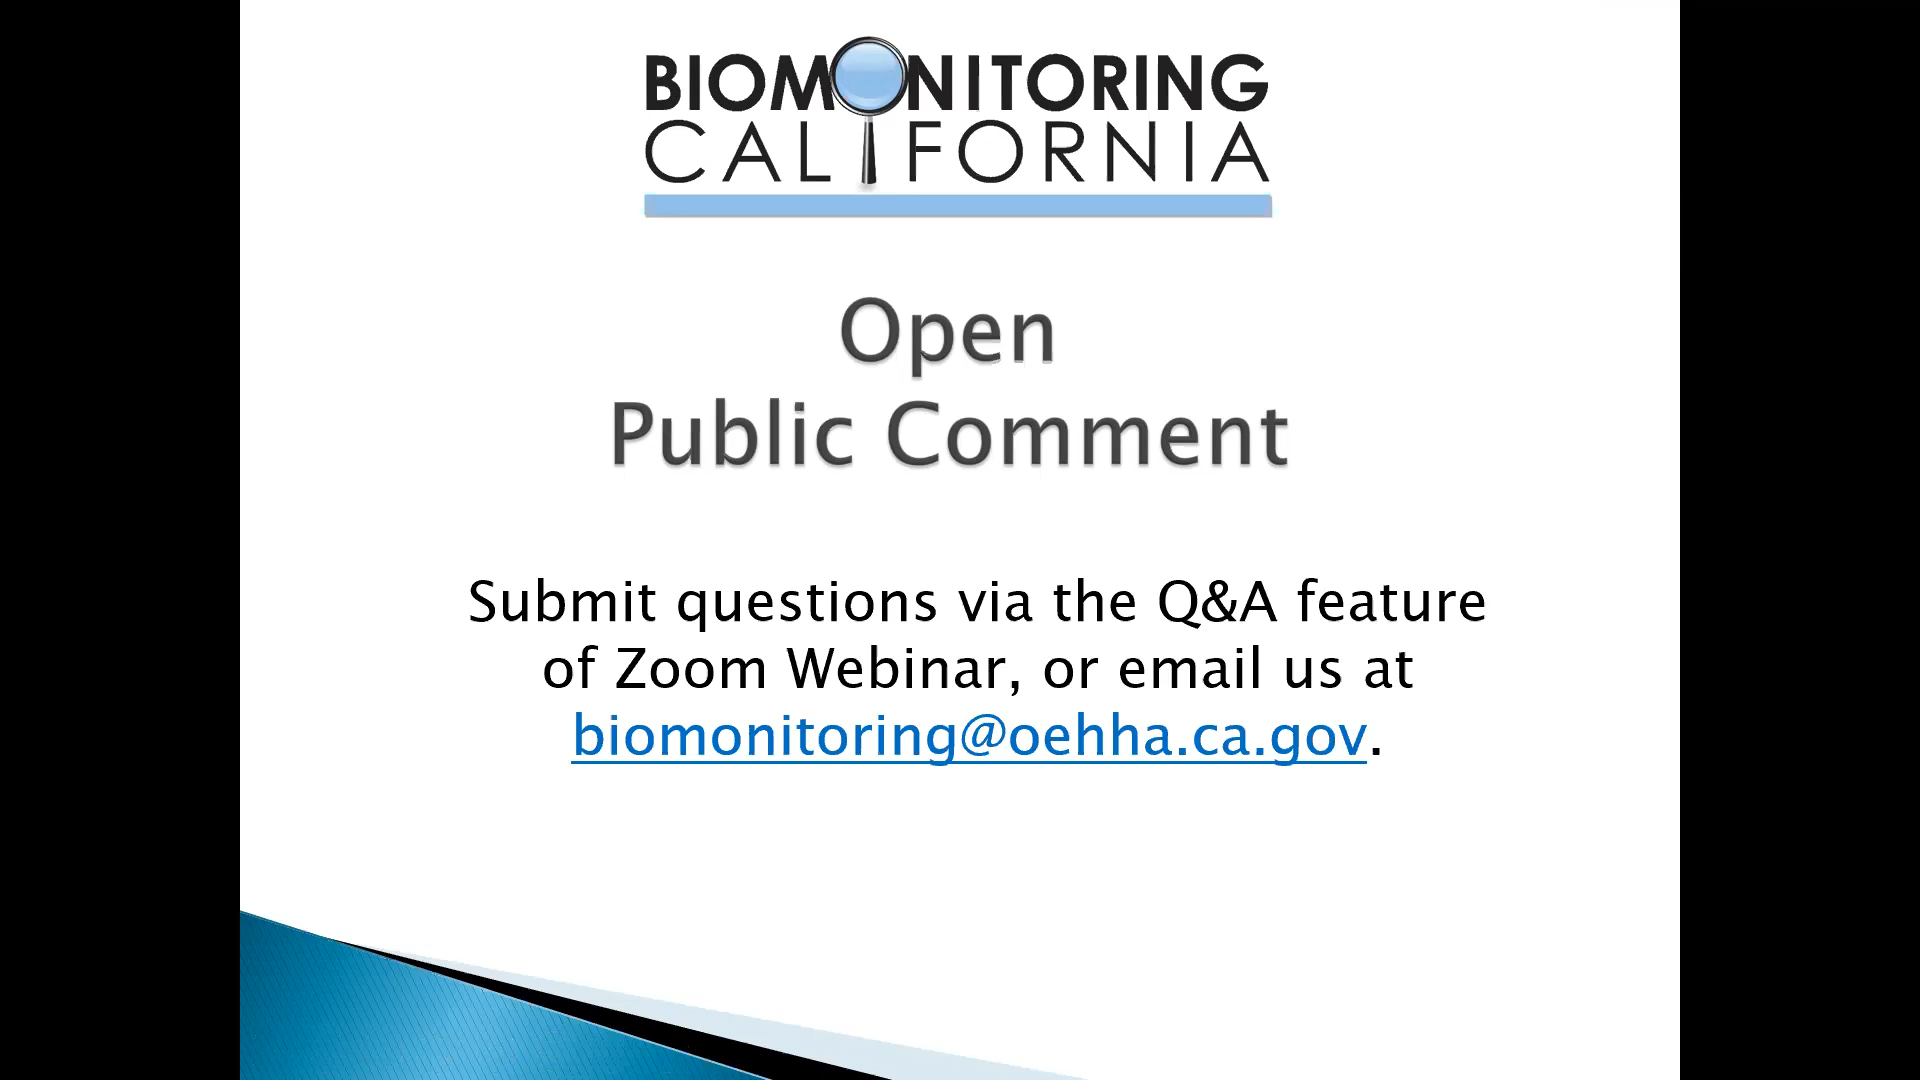 BIOMONITORING
CALIFORNIA
Open
Public Comment
Submit questions via the Q&A feature
of Zoom Webinar, or email us at
biomonitoring@oehha.ca.gov.